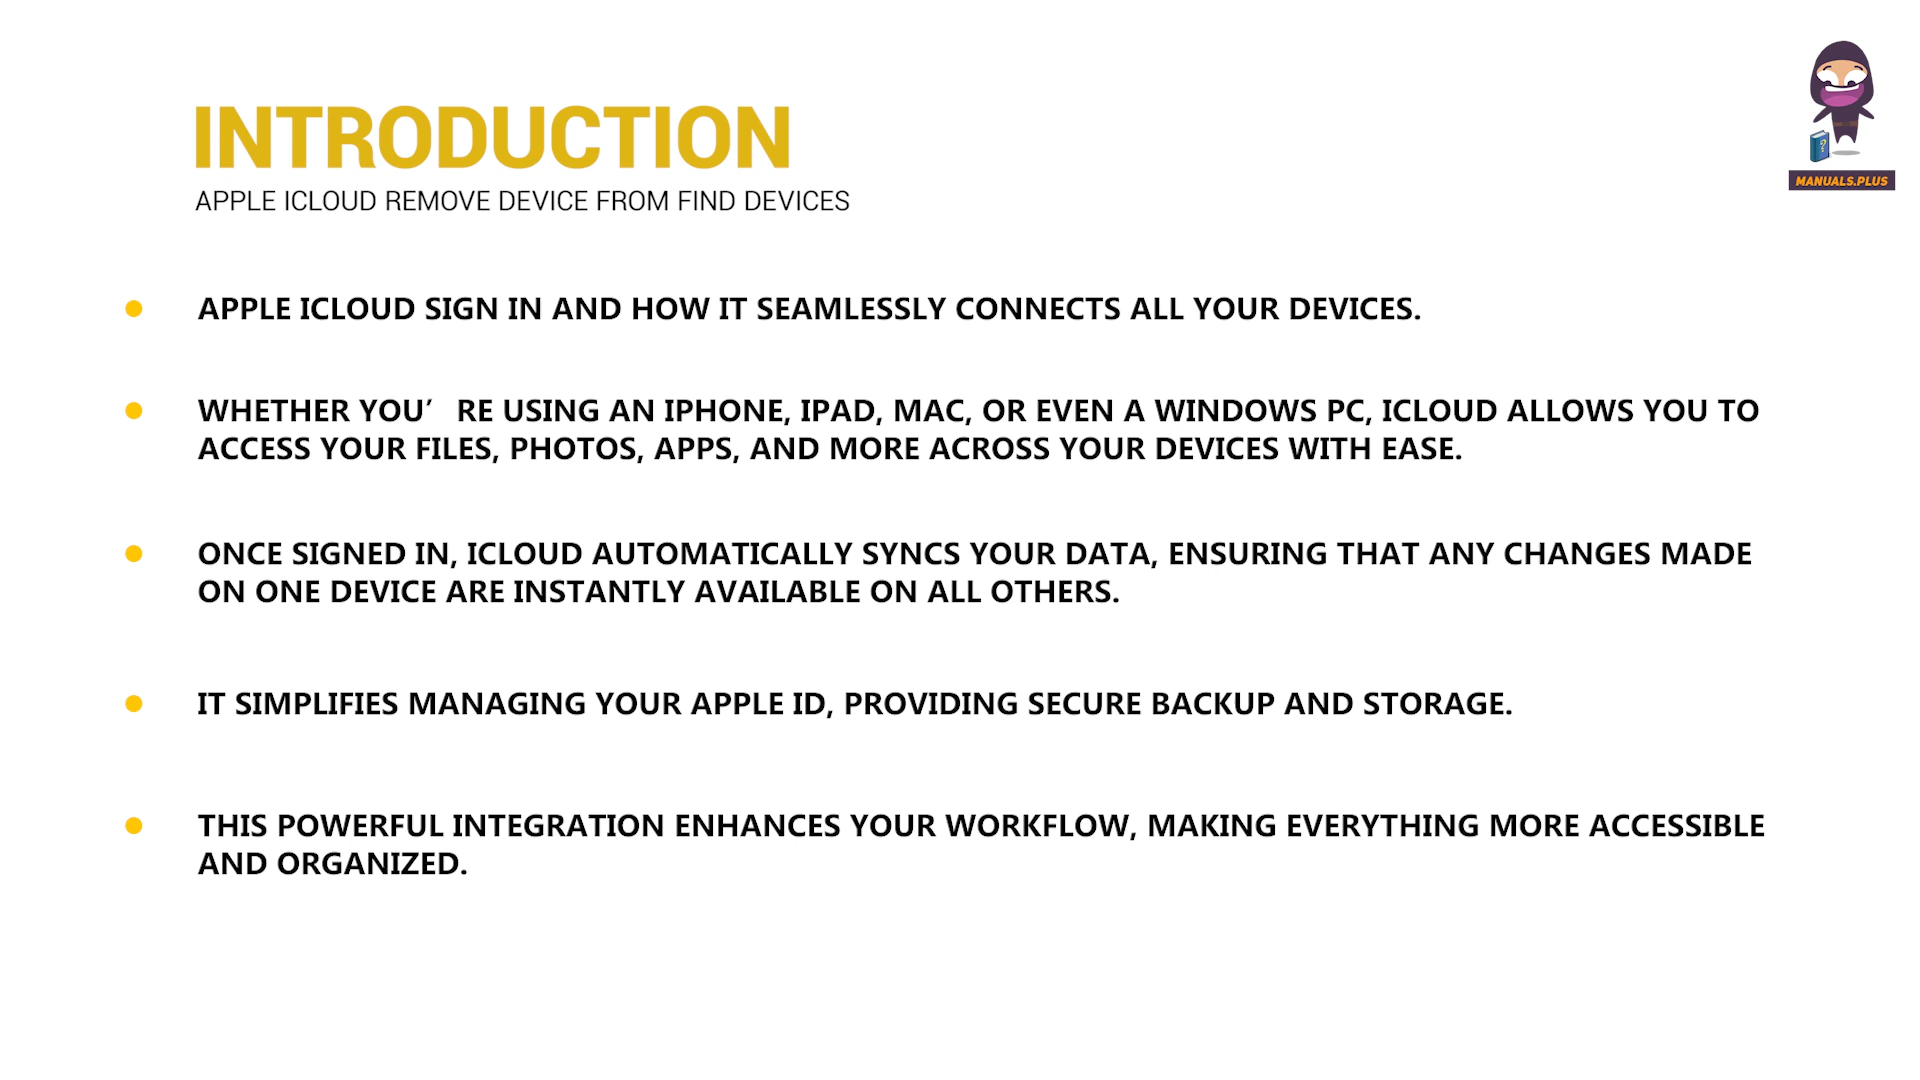 INTRODUCTION
APPLE ICLOUD REMOVE DEVICE FROM FIND DEVICES
?
MANUALS.PLUS
APPLE ICLOUD SIGN IN AND HOW IT SEAMLESSLY CONNECTS ALL YOUR DEVICES.
WHETHER YOU’ RE USING AN IPHONE, IPAD, MAC, OR EVEN A WINDOWS PC, ICLOUD ALLOWS YOU TO
ACCESS YOUR FILES, PHOTOS, APPS, AND MORE ACROSS YOUR DEVICES WITH EASE.
ONCE SIGNED IN, ICLOUD AUTOMATICALLY SYNCS YOUR DATA, ENSURING THAT ANY CHANGES MADE
ON ONE DEVICE ARE INSTANTLY AVAILABLE ON ALL OTHERS.
IT SIMPLIFIES MANAGING YOUR APPLE ID, PROVIDING SECURE BACKUP AND STORAGE.
THIS POWERFUL INTEGRATION ENHANCES YOUR WORKFLOW, MAKING EVERYTHING MORE ACCESSIBLE
AND ORGANIZED.